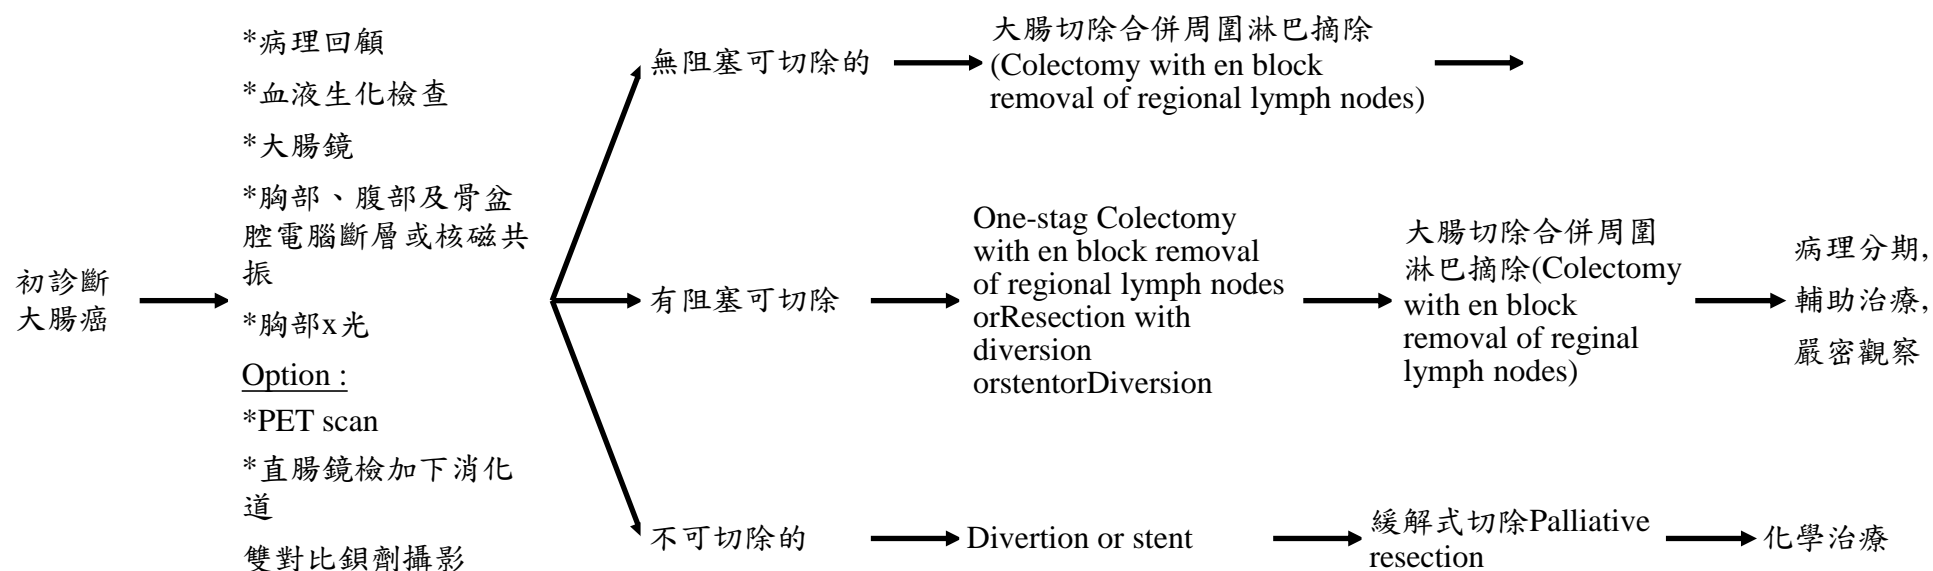 初診斷
大腸癌
*病理回顧
*血液生化檢查
*大腸鏡
*胸部、腹部及骨盆
腔電腦斷層或核磁共
振
*胸部x光
Option :
*PET scan
*直腸鏡檢加下消化
道
雙對比鋇劑攝影
無阻塞可切除的
大腸切除合併周圍淋巴摘除
(Colectomy with en block
removal of regional lymph nodes)
有阻塞可切除
One-stag Colectomy
with en block removal
of regional lymph nodes
orResection with
diversion
orstentorDiversion
大腸切除合併周圍
淋巴摘除(Colectomy
with en block
removal of reginal
lymph nodes)
病理分期,
輔助治療,
嚴密觀察
不可切除的
Divertion or stent
緩解式切除Palliative
resection
化學治療